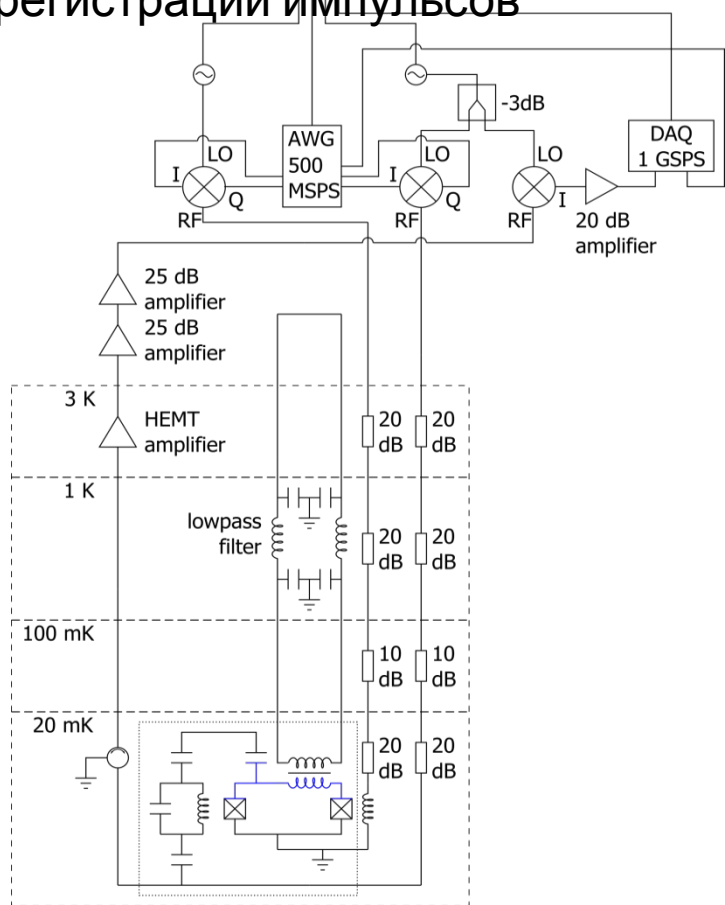 регистрации импульсов
-3dB
AWG
500
MSPS
DAQ
1 GSPS
LO
LO
LO
I
Q
I
Q
I
RF
RF
RF
20 dB
amplifier
25 dB
amplifier
25 dB
amplifier
3 K
HEMT
amplifier
20
dB
20
dB
1 K
lowpass
filter
20
dB
20
dB
100 mK
10
dB
10
dB
20 mK
20
dB
20
dB